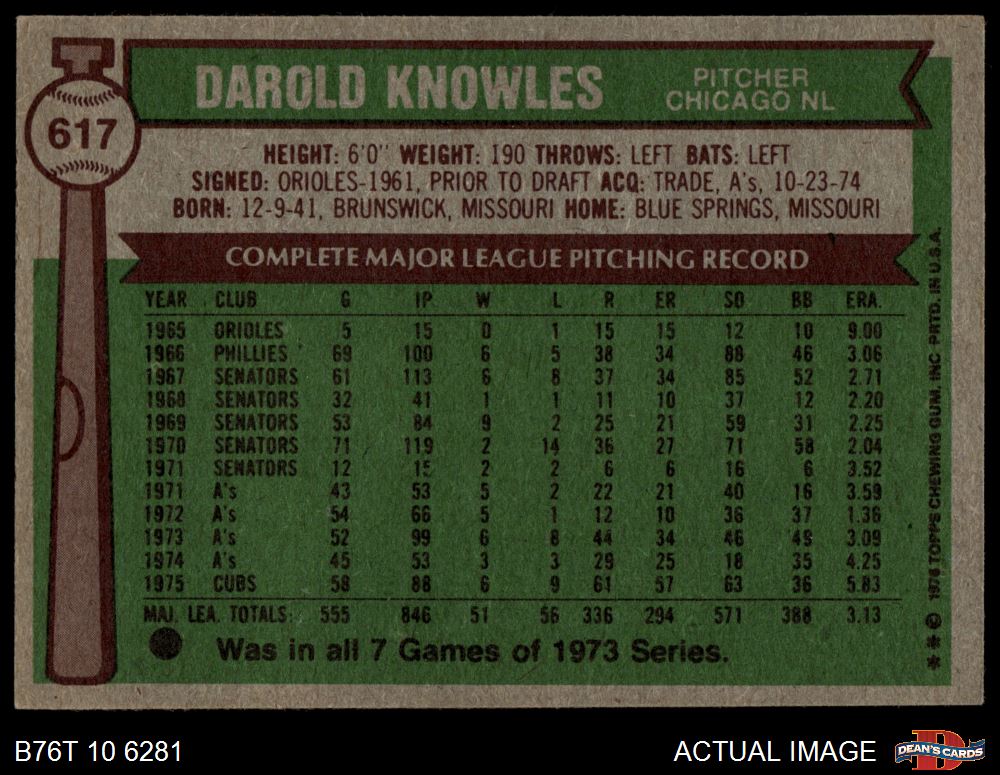 617
DAROLD KNOWLES
PITCHER
CHICAGO NL
HEIGHT: 6'0" WEIGHT: 190 THROWS: LEFT BATS: LEFT
SIGNED: ORIOLES-1961, PRIOR TO DRAFT ACQ: TRADE, A's, 10-23-74
BORN: 12-9-41, BRUNSWICK, MISSOURI HOME: BLUE SPRINGS, MISSOURI
COMPLETE MAJOR LEAGUE PITCHING RECORD
YEAR CLUB G IP W L R ER SO BB ERA.
1965 ORIOLES 5 15 0 1 15 15 12 10 9.00
1966 PHILLIES 69 100 6 5 38 34 88 46 3.06
1967 SENATORS 61 113 6 8 37 34 85 52 2.71
1968 SENATORS 32 41 1 1 11 10 37 12 2.20
1969 SENATORS 53 84 9 2 25 21 59 31 2.25
1970 SENATORS 71 119 2 14 36 27 71 58 2.04
1971 SENATORS 12 15 2 2 6 6 16 6 3.52
1971 A's 43 53 5 2 22 21 40 16 3.59
1972 A's 54 66 5 1 12 10 36 37 1.36
1973 A's 52 99 6 8 44 34 46 49 3.09
1974 A's 45 53 3 3 29 25 18 35 4.25
1975 CUBS 58 88 6 9 61 57 63 36 5.83
MAJ. LEA. TOTALS: 555 846 51 56 336 294 571 388 3.13
Was in all 7 Games of 1973 Series.
*** © 1976 TOPPS CHEWING GUM, INC PRTD. IN U.S.A.
B76T 10 6281
ACTUAL IMAGE
D
DEAN'S CARDS